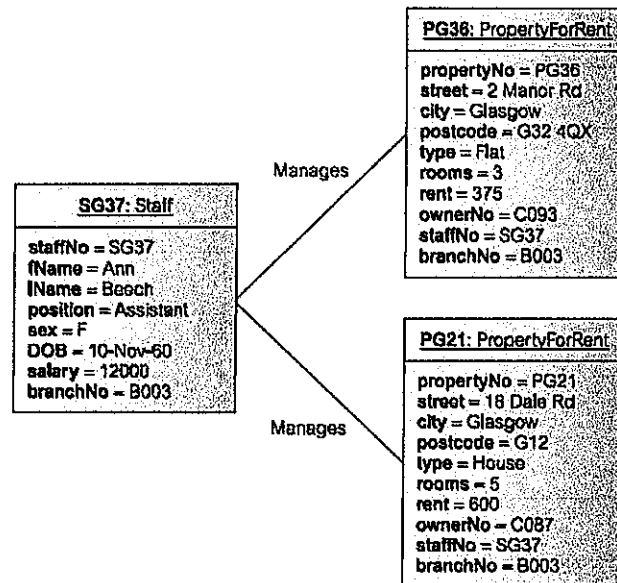 PG36: PropertyForRent
propertyNo = PG36
street = 2 Manor Rd
city = Glasgow
postcode = G32 4QX
type = Flat
rooms = 3
rent = 375
ownerNo = C093
staffNo = SG37
branchNo = B003
Manages
SG37: Staff
staffNo = SG37
fName = Ann
lName = Beech
position = Assistant
sex = F
DOB = 10-Nov-60
salary = 12000
branchNo = B003
Manages
PG21: PropertyForRent
propertyNo = PG21
street = 18 Dale Rd
city = Glasgow
postcode = G12
type = House
rooms = 5
rent = 600
ownerNo = C087
staffNo = SG37
branchNo = B003